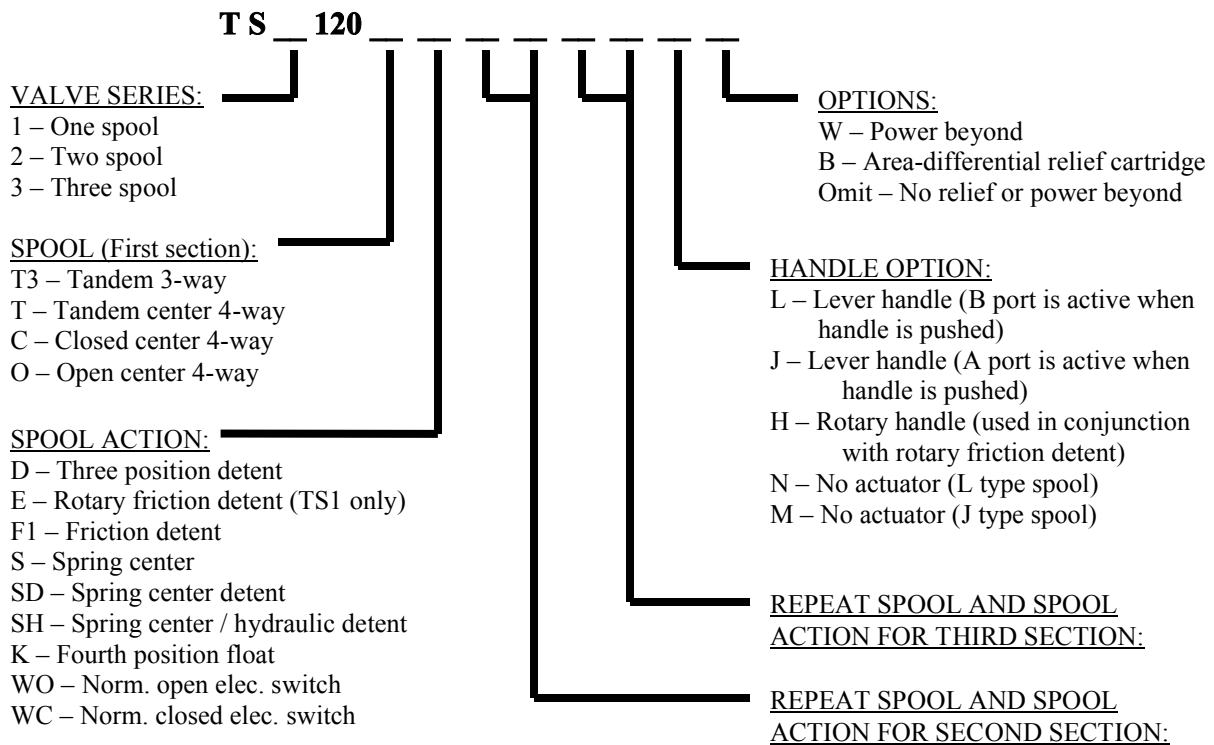 T S __ 120 __ __ __ __ __ __ __ __
VALVE SERIES:
1 – One spool
2 – Two spool
3 – Three spool
SPOOL (First section):
T3 – Tandem 3-way
T – Tandem center 4-way
C – Closed center 4-way
O – Open center 4-way
SPOOL ACTION:
D – Three position detent
E – Rotary friction detent (TS1 only)
F1 – Friction detent
S – Spring center
SD – Spring center detent
SH – Spring center / hydraulic detent
K – Fourth position float
WO – Norm. open elec. switch
WC – Norm. closed elec. switch
OPTIONS:
W – Power beyond
B – Area-differential relief cartridge
Omit – No relief or power beyond
HANDLE OPTION:
L – Lever handle (B port is active when
handle is pushed)
J – Lever handle (A port is active when
handle is pushed)
H – Rotary handle (used in conjunction
with rotary friction detent)
N – No actuator (L type spool)
M – No actuator (J type spool)
REPEAT SPOOL AND SPOOL
ACTION FOR THIRD SECTION:
REPEAT SPOOL AND SPOOL
ACTION FOR SECOND SECTION: